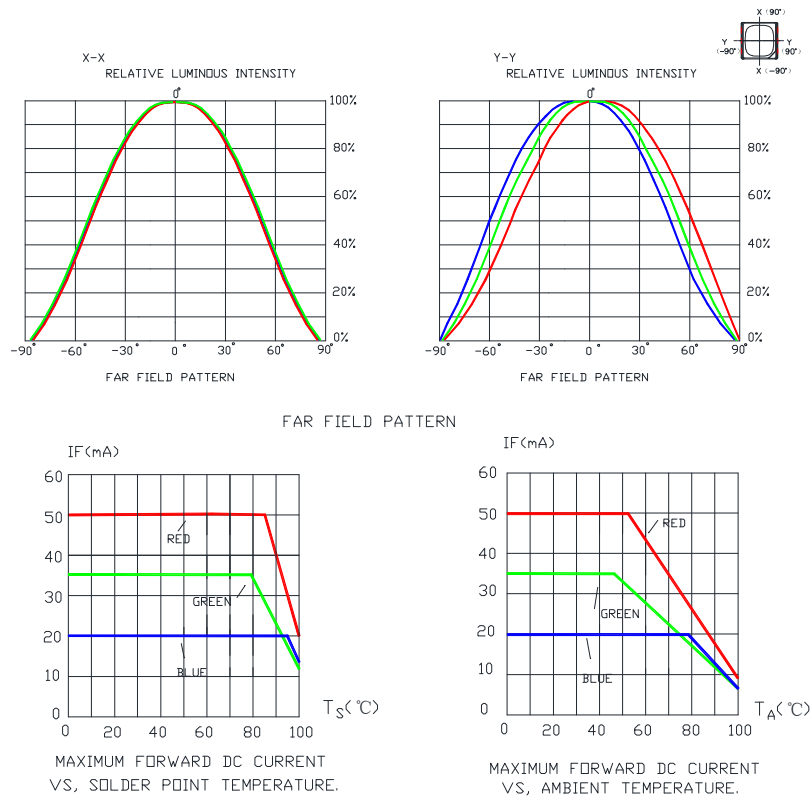 X (90°)
Y Y
(-90°) (90°)
X (-90°)
X-X
RELATIVE LUMINOUS INTENSITY
0°
100%
80%
60%
40%
20%
0%
-90° -60° -30° 0° 30° 60° 90°
FAR FIELD PATTERN
Y-Y
RELATIVE LUMINOUS INTENSITY
0°
100%
80%
60%
40%
20%
0%
-90° -60° -30° 0° 30° 60° 90°
FAR FIELD PATTERN
FAR FIELD PATTERN
IF(mA)
60
50
40
30
20
10
0
RED
GREEN
BLUE
0 20 40 60 80 100
TS(℃)
MAXIMUM FORWARD DC CURRENT
VS, SOLDER POINT TEMPERATURE.
IF(mA)
60
50
40
30
20
10
0
RED
GREEN
BLUE
0 20 40 60 80 100
TA(℃)
MAXIMUM FORWARD DC CURRENT
VS, AMBIENT TEMPERATURE.